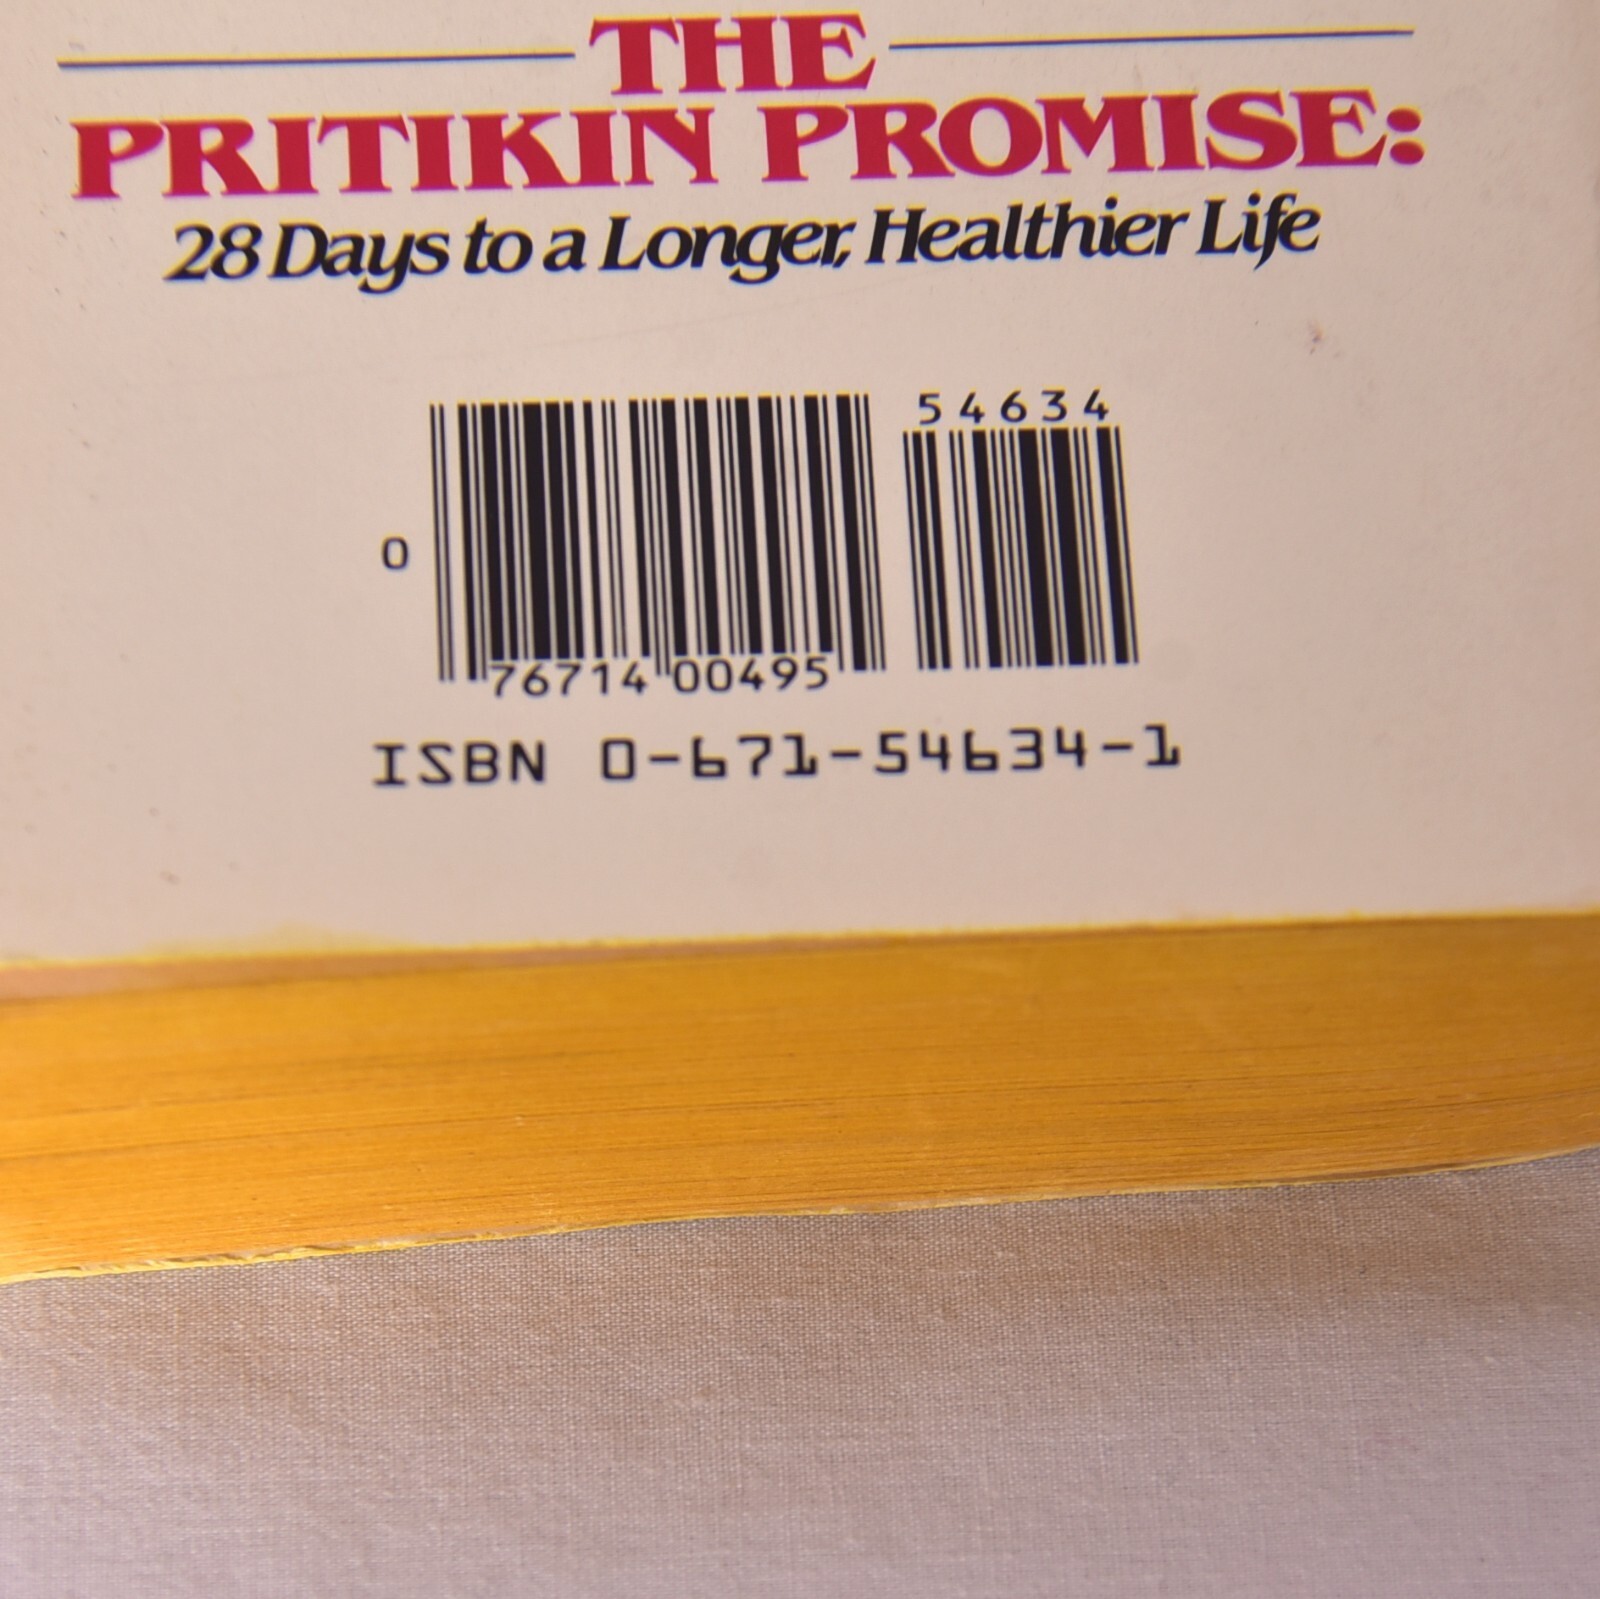 THE
PRITIKIN PROMISE:
28 Days to a Longer, Healthier Life
54634
0
76714 00495
ISBN 0-671-54634-1